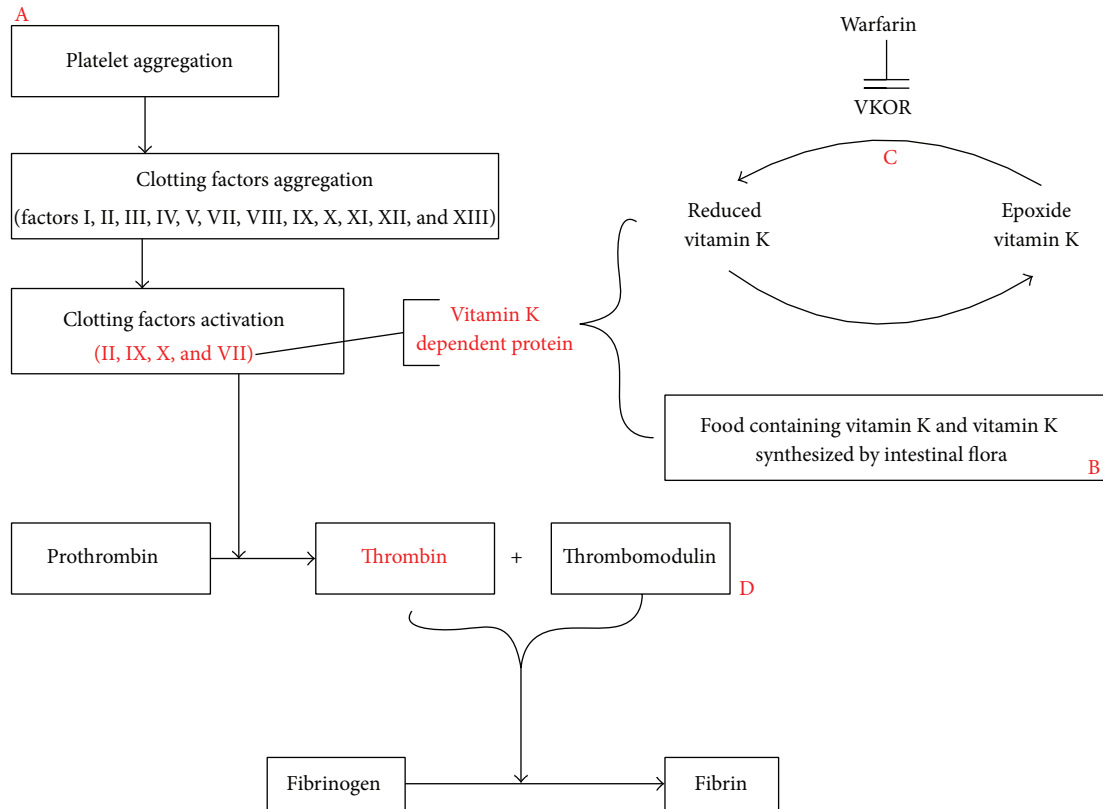 A
Platelet aggregation
Clotting factors aggregation
(factors I, II, III, IV, V, VII, VIII, IX, X, XI, XII, and XIII)
Clotting factors activation
(II, IX, X, and VII)
Vitamin K
dependent protein
Warfarin
VKOR
C
Reduced
vitamin K
Epoxide
vitamin K
Food containing vitamin K and vitamin K
synthesized by intestinal flora
B
Prothrombin
Thrombin
+
Thrombomodulin
D
Fibrinogen
Fibrin